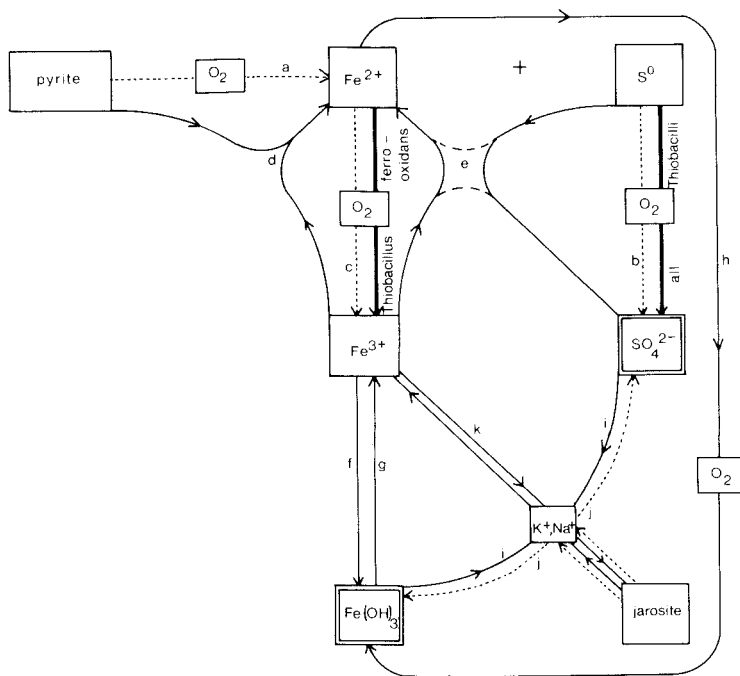 pyrite
O2
a
Fe2+
+
S0
d
ferro-
oxidans
e
Thiobacilli
O2
O2
c
Thiobacillus
b
all
h
Fe3+
SO42-
k
f
g
i
O2
K+,Na+
j
i
j
Fe(OH)3
jarosite